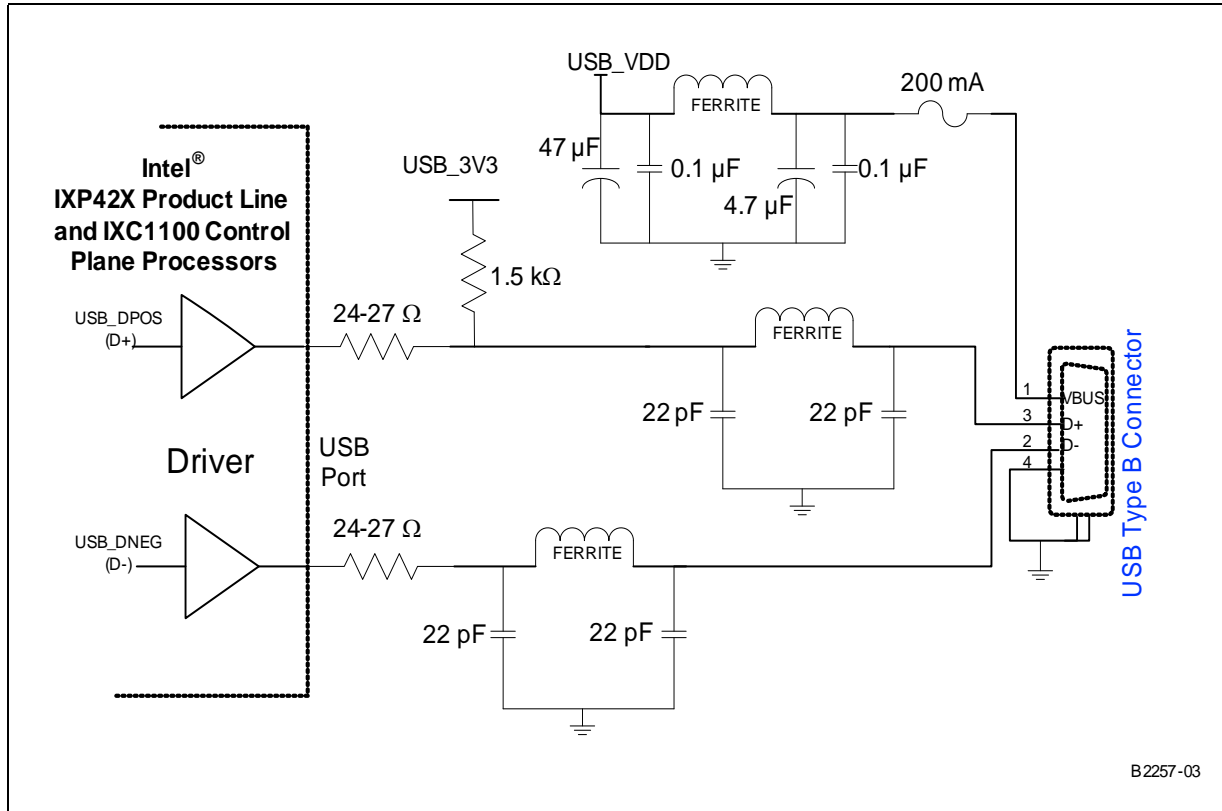 USB_VDD
FERRITE
200 mA
47 µF
0.1 µF
4.7 µF
0.1 µF
Intel®
IXP42X Product Line
and IXC1100 Control
Plane Processors
USB_3V3
1.5 kΩ
USB_DPOS
(D+)
24-27 Ω
FERRITE
22 pF
22 pF
1
VBUS
3
D+
2
D-
4
USB Type B Connector
Driver
USB
Port
USB_DNEG
(D-)
24-27 Ω
FERRITE
22 pF
22 pF
B2257-03